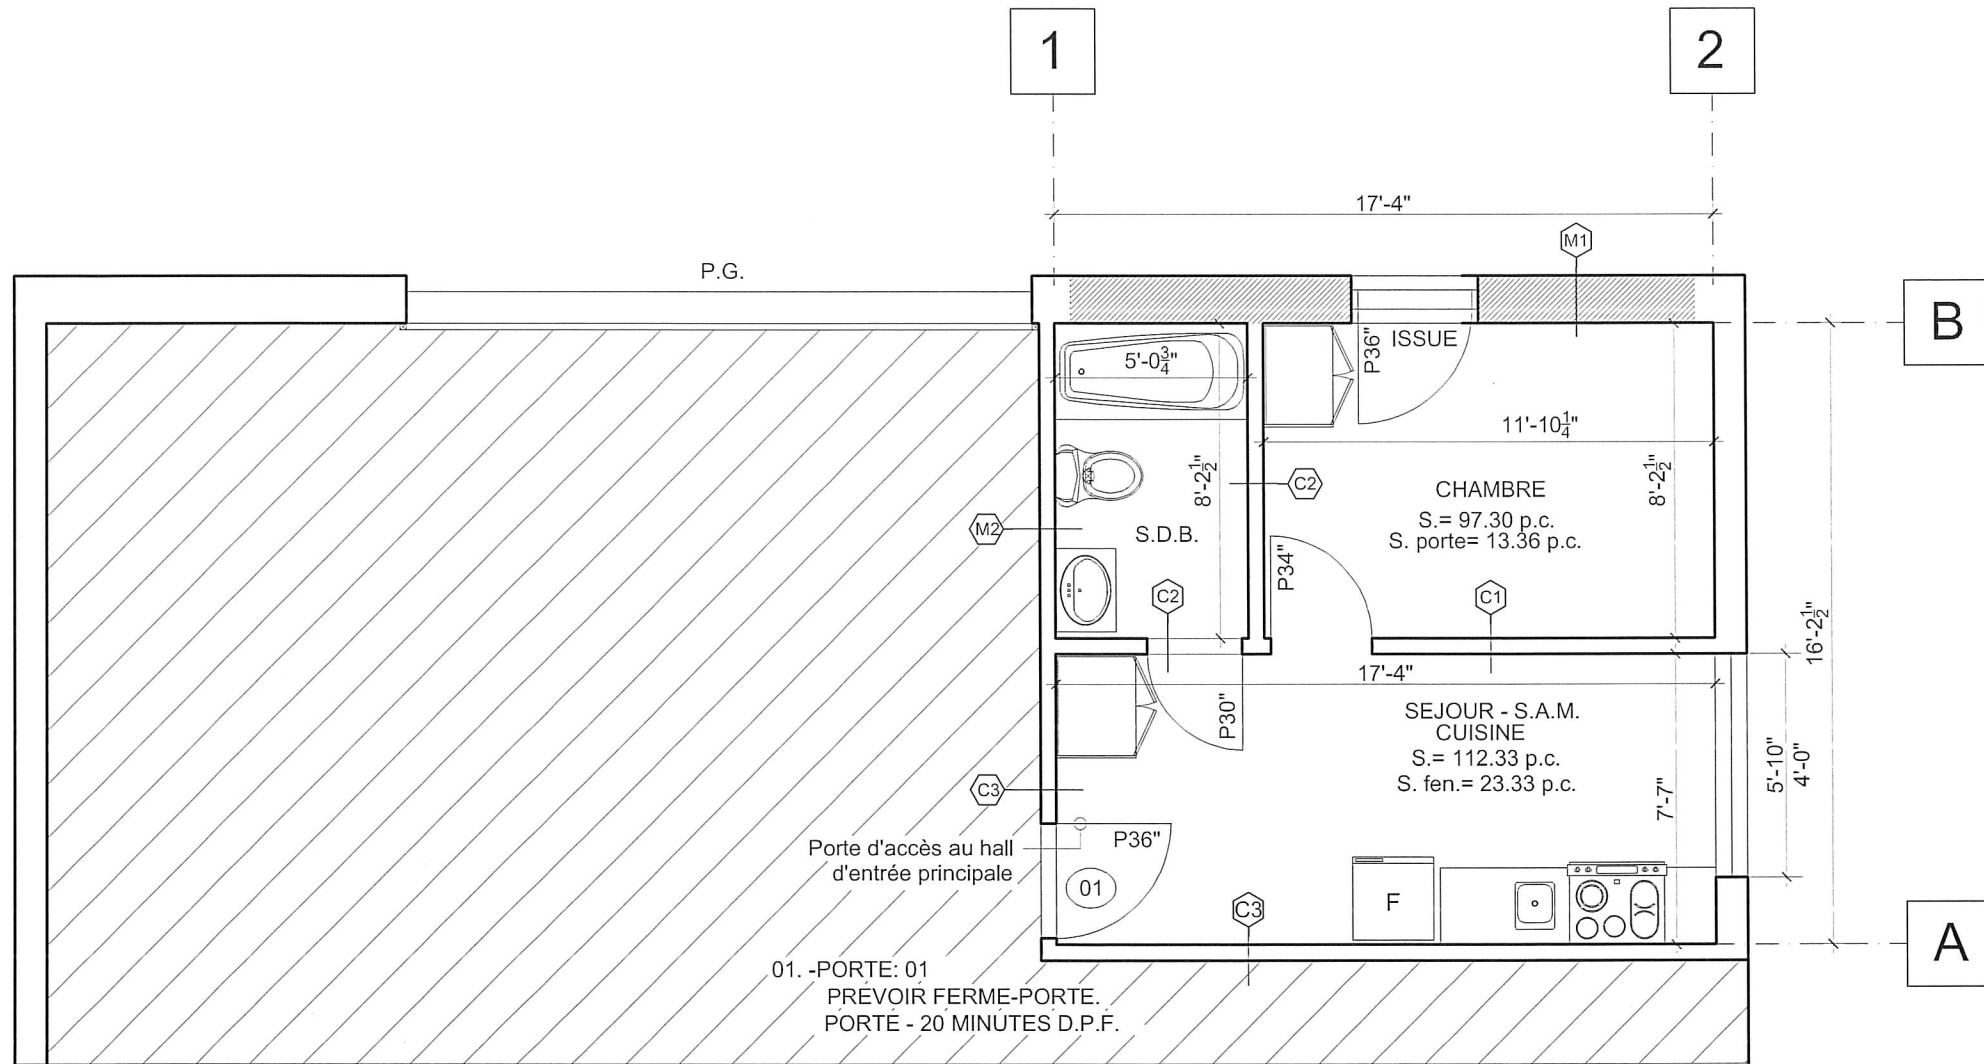 1
2
17'-4"
M1
P.G.
B
ISSUE
P36"
5'-0¾"
11'-10¼"
8'-2½"
C2
8'-2½"
CHAMBRE
S.= 97.30 p.c.
S. porte= 13.36 p.c.
M2
S.D.B.
P34"
C2
C1
16'-2½"
17'-4"
P30"
SEJOUR - S.A.M.
CUISINE
S.= 112.33 p.c.
S. fen.= 23.33 p.c.
5'-10"
4'-0"
7'-7"
C3
Porte d'accès au hall
d'entrée principale
P36"
01
F
C3
A
01. -PORTE: 01
PREVOIR FERME-PORTE.
PORTE - 20 MINUTES D.P.F.